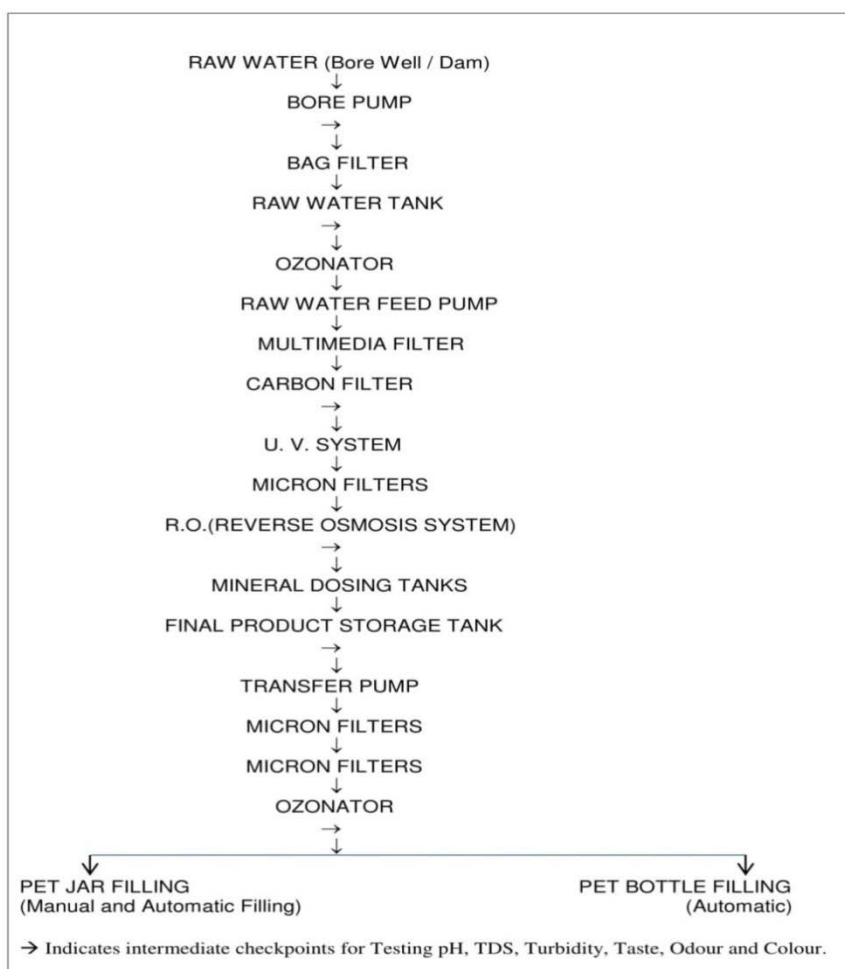 RAW WATER (Bore Well / Dam)
↓
BORE PUMP
→
↓
BAG FILTER
↓
RAW WATER TANK
→
↓
OZONATOR
↓
RAW WATER FEED PUMP
↓
MULTIMEDIA FILTER
↓
CARBON FILTER
→
↓
U. V. SYSTEM
↓
MICRON FILTERS
↓
R.O.(REVERSE OSMOSIS SYSTEM)
→
↓
MINERAL DOSING TANKS
↓
FINAL PRODUCT STORAGE TANK
→
↓
TRANSFER PUMP
↓
MICRON FILTERS
↓
MICRON FILTERS
↓
OZONATOR
→
↓
PET JAR FILLING
(Manual and Automatic Filling)
PET BOTTLE FILLING
(Automatic)
→ Indicates intermediate checkpoints for Testing pH, TDS, Turbidity, Taste, Odour and Colour.